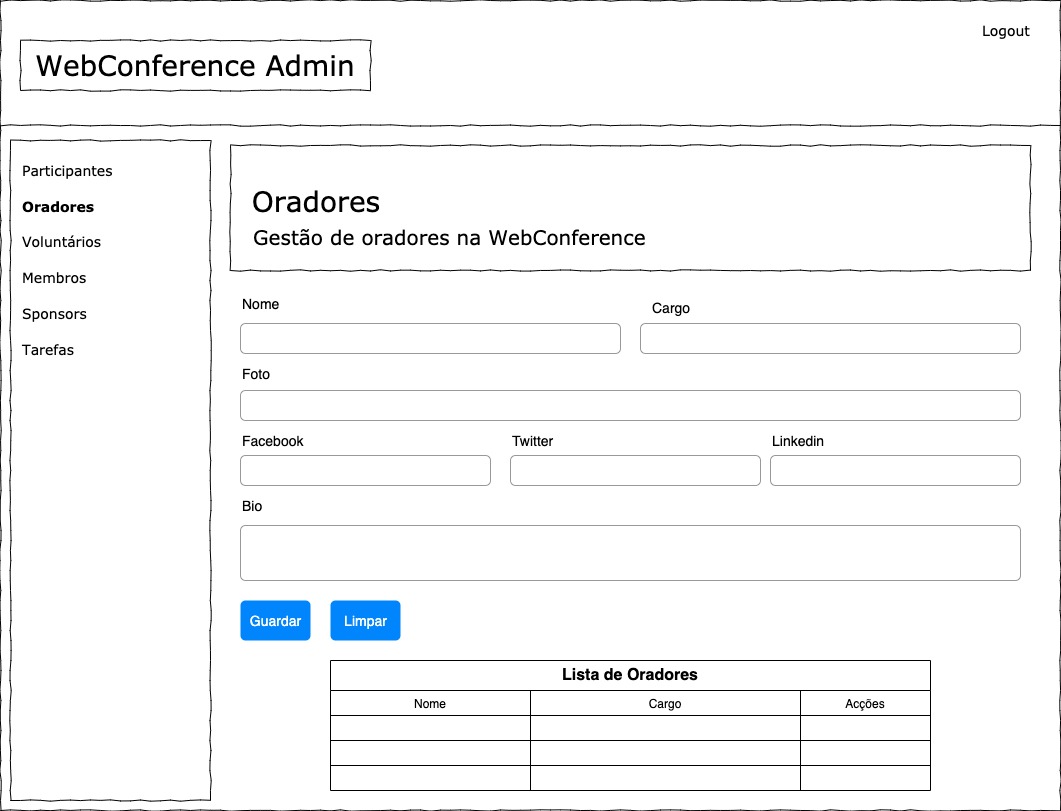 Logout
WebConference Admin
Participantes
Oradores
Voluntários
Membros
Sponsors
Tarefas
Oradores
Gestão de oradores na WebConference
Nome Cargo
Foto
Facebook Twitter Linkedin
Bio
Guardar Limpar
Lista de Oradores
Nome Cargo Acções